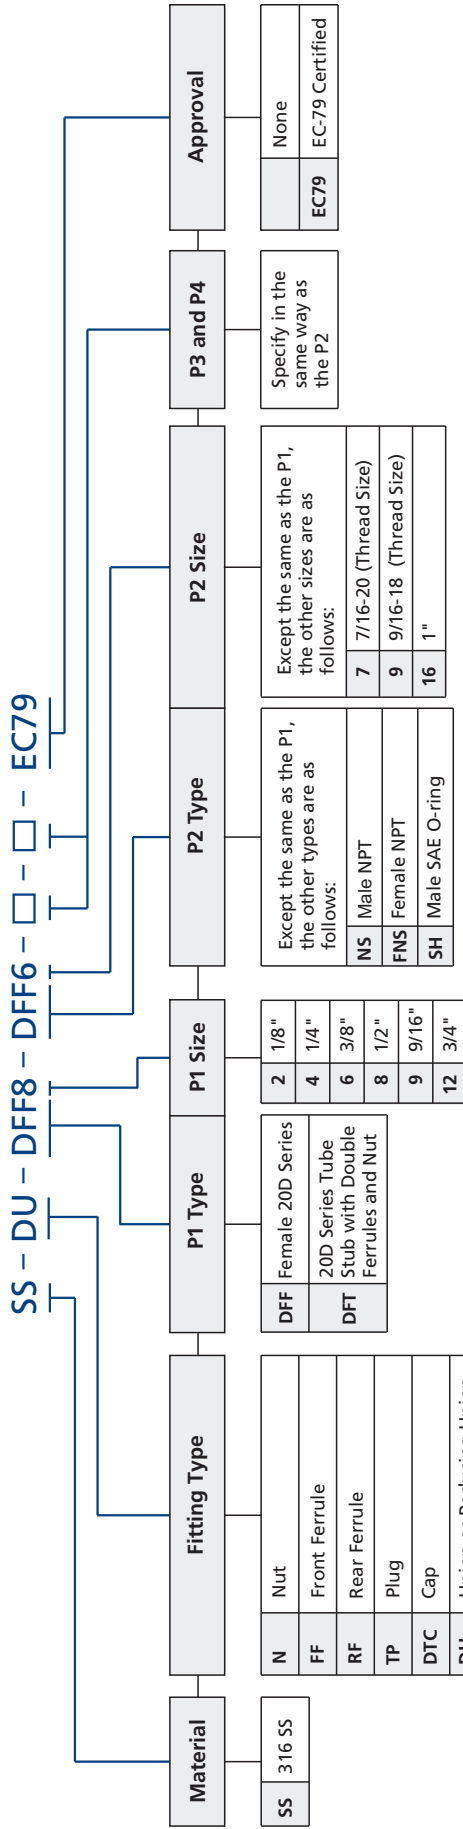 SS – DU – DFF8 – DFF6 – □ – □ – EC79
Material
SS 316 SS
Fitting Type
N Nut
FF Front Ferrule
RF Rear Ferrule
TP Plug
DTC Cap
P1 Type
DFF Female 20D Series
DFT 20D Series Tube
Stub with Double
Ferrules and Nut
P1 Size
2 1/8"
4 1/4"
6 3/8"
8 1/2"
9 9/16"
12 3/4"
P2 Type
Except the same as the P1,
the other types are as
follows:
NS Male NPT
FNS Female NPT
SH Male SAE O-ring
P2 Size
Except the same as the P1,
the other sizes are as
follows:
7 7/16-20 (Thread Size)
9 9/16-18 (Thread Size)
16 1"
P3 and P4
Specify in the
same way as
the P2
Approval
None
EC79 EC-79 Certified